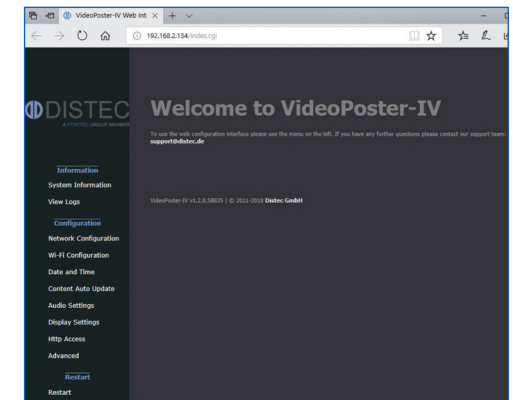 VideoPoster-IV Web Int
192.168.2.134/index.cgi
DISTEC
A FORTEC GROUP MEMBER
Welcome to VideoPoster-IV
To use the web configuration interface please use the menu on the left. If you have any further questions please contact our support team:
support@distec.de
Information
System Information
View Logs
VideoPoster-IV v1.2.0.58835 | © 2011-2018 Distec GmbH
Configuration
Network Configuration
Wi-Fi Configuration
Date and Time
Content Auto Update
Audio Settings
Display Settings
Http Access
Advanced
Restart
Restart